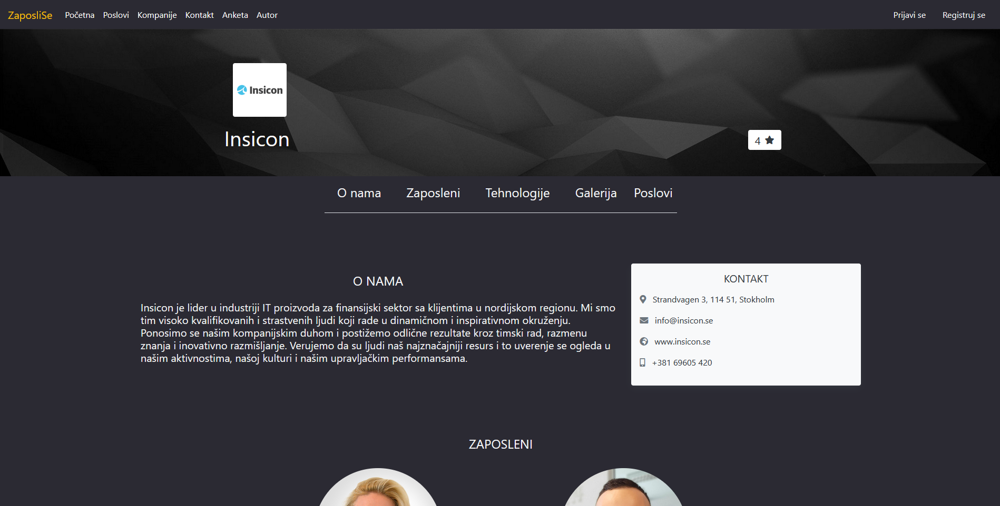 ZaposliSe Početna Poslovi Kompanije Kontakt Anketa Autor Prijavi se Registruj se
Insicon
Insicon
4
O nama Zaposleni Tehnologije Galerija Poslovi
O NAMA
Insicon je lider u industriji IT proizvoda za finansijski sektor sa klijentima u nordijskom regionu. Mi smo
tim visoko kvalifikovanih i strastvenih ljudi koji rade u dinamičnom i inspirativnom okruženju.
Ponosimo se našim kompanijskim duhom i postižemo odlične rezultate kroz timski rad, razmenu
znanja i inovativno razmišljanje. Verujemo da su ljudi naš najznačajniji resurs i to uverenje se ogleda u
našim aktivnostima, našoj kulturi i našim upravljačkim performansama.
KONTAKT
Strandvagen 3, 114 51, Stokholm
info@insicon.se
www.insicon.se
+381 69605 420
ZAPOSLENI